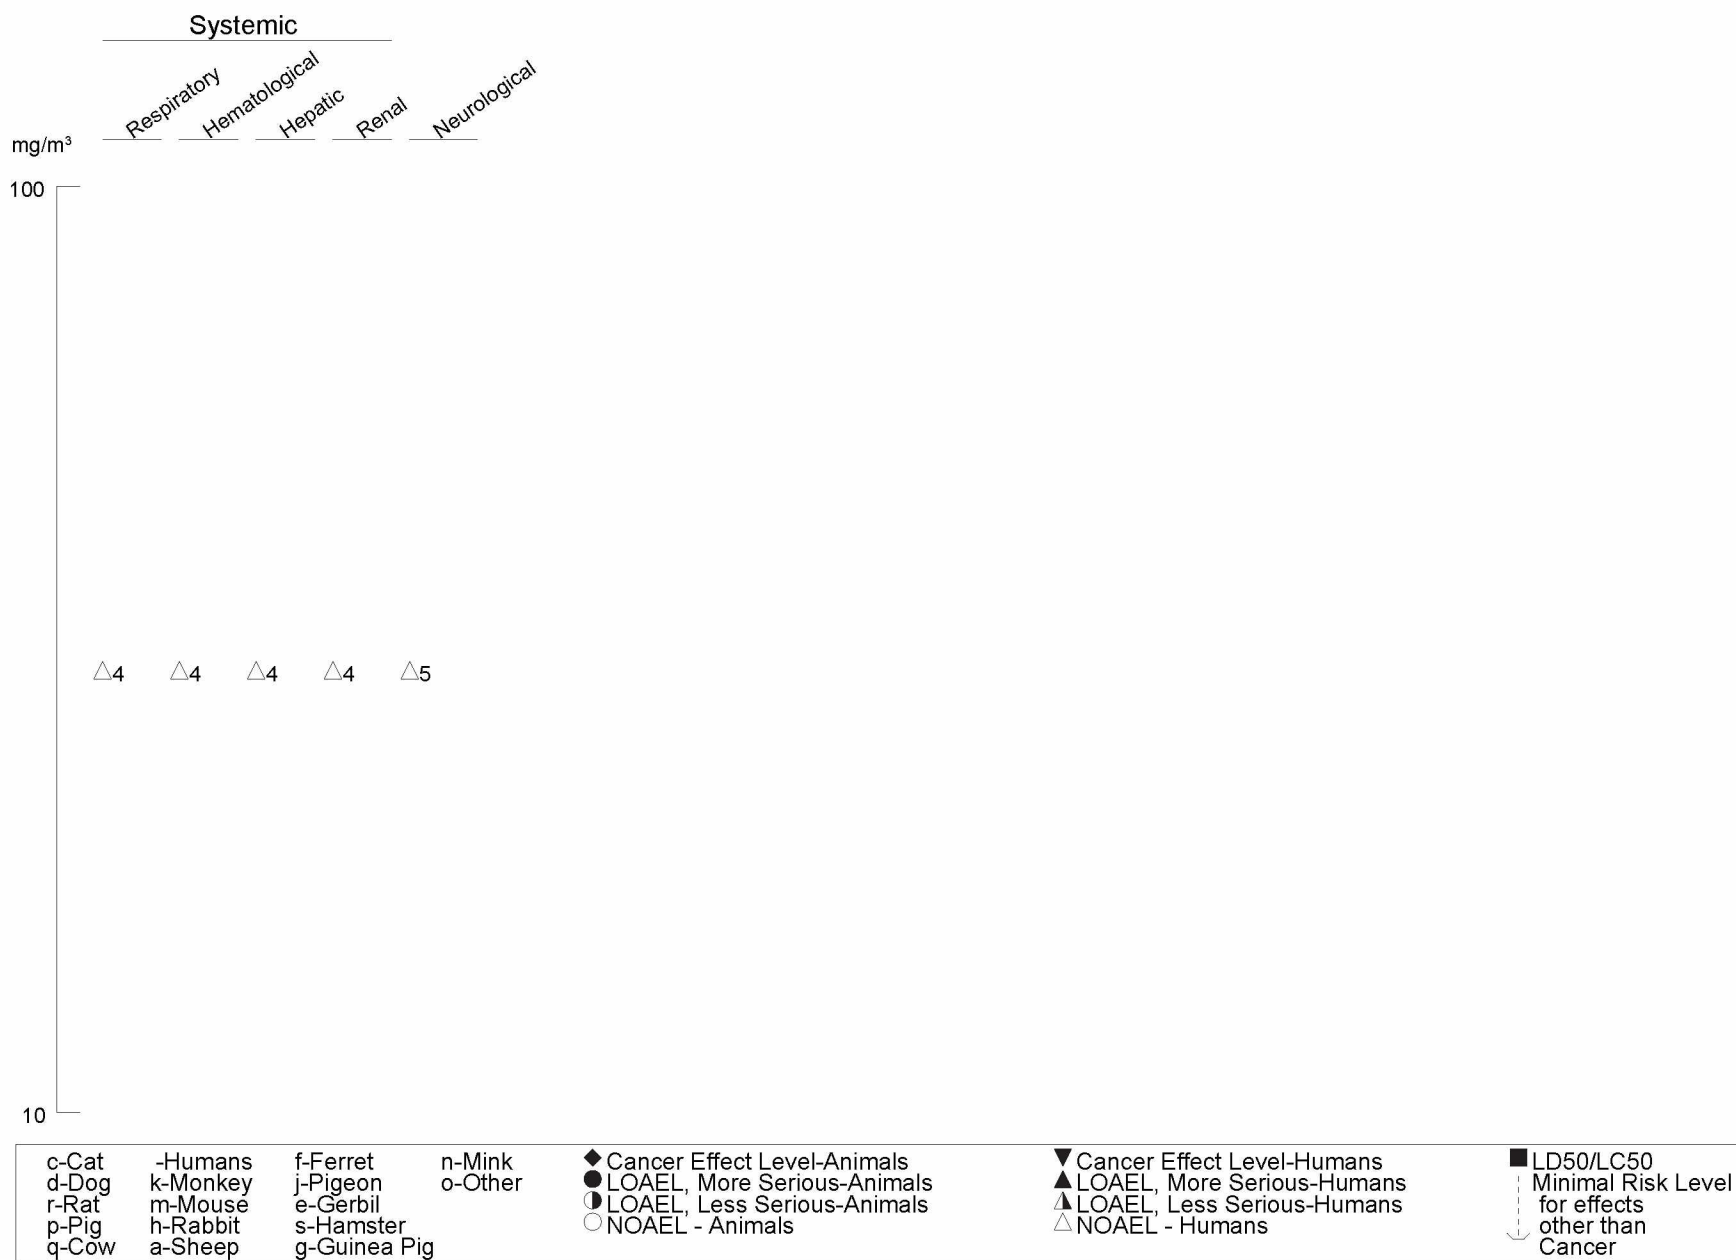 Systemic
Respiratory Hematological Hepatic Renal Neurological
mg/m³
100
△4 △4 △4 △4 △5
10
c-Cat -Humans f-Ferret n-Mink ◆ Cancer Effect Level-Animals ▼ Cancer Effect Level-Humans ■ LD50/LC50
d-Dog k-Monkey j-Pigeon o-Other ● LOAEL, More Serious-Animals ▲ LOAEL, More Serious-Humans Minimal Risk Level
r-Rat m-Mouse e-Gerbil ◑ LOAEL, Less Serious-Animals LOAEL, Less Serious-Humans for effects
p-Pig h-Rabbit s-Hamster ○ NOAEL - Animals △ NOAEL - Humans other than
q-Cow a-Sheep g-Guinea Pig Cancer